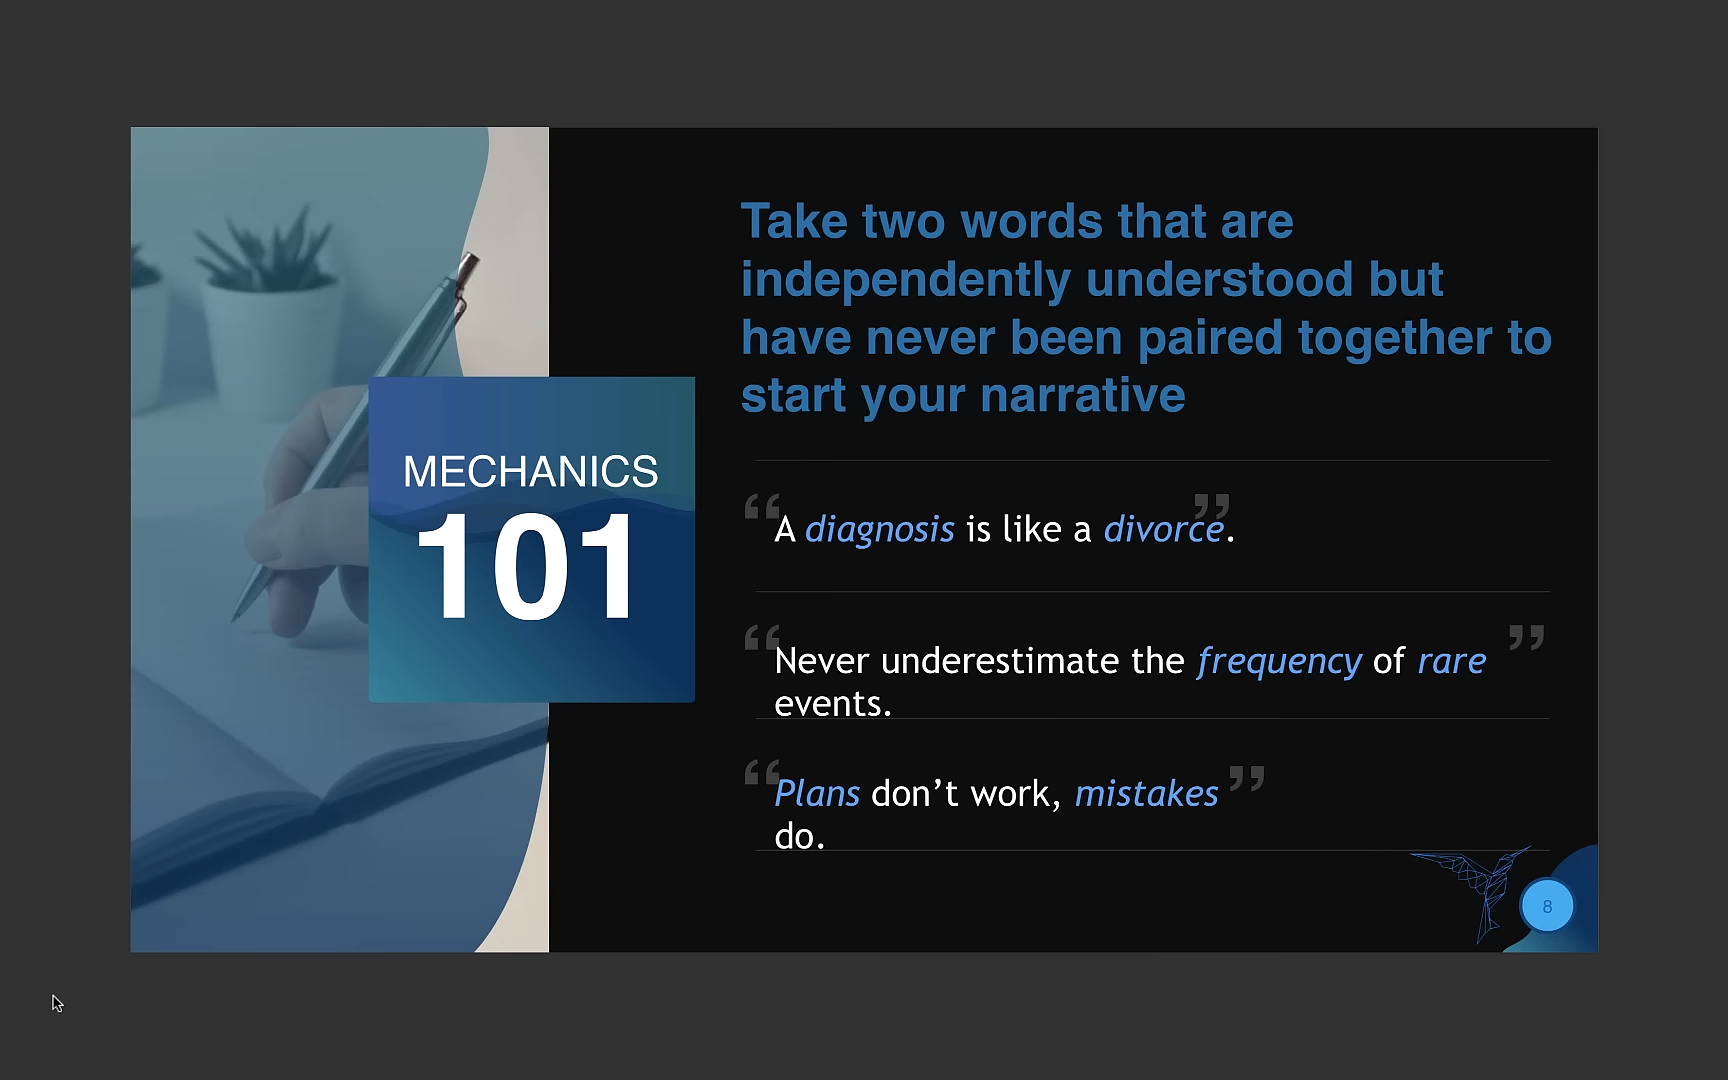 MECHANICS
101
Take two words that are
independently understood but
have never been paired together to
start your narrative
“A diagnosis is like a divorce.”
“Never underestimate the frequency of rare”
events.
“Plans don’t work, mistakes”
do.
8